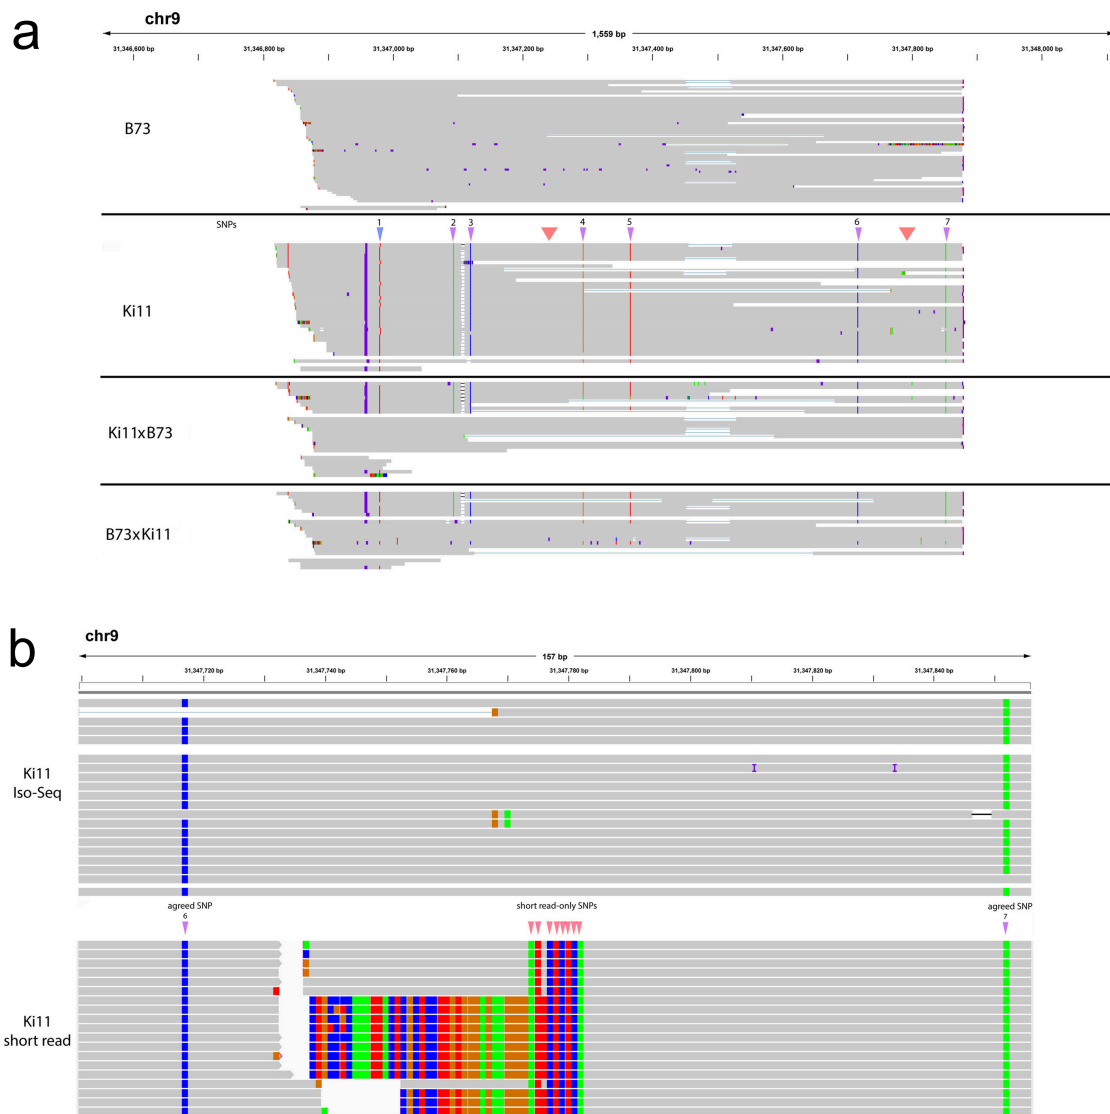 a
chr9
1,559 bp
31,346,600 bp 31,346,800 bp 31,347,000 bp 31,347,200 bp 31,347,400 bp 31,347,600 bp 31,347,800 bp 31,348,000 bp
B73
SNPs 1 2 3 4 5 6 7
Ki11
Ki11xB73
B73xKi11
b
chr9
157 bp
31,347,720 bp 31,347,740 bp 31,347,760 bp 31,347,780 bp 31,347,800 bp 31,347,820 bp 31,347,840 bp
Ki11
Iso-Seq
agreed SNP short read-only SNPs agreed SNP
6 7
Ki11
short read